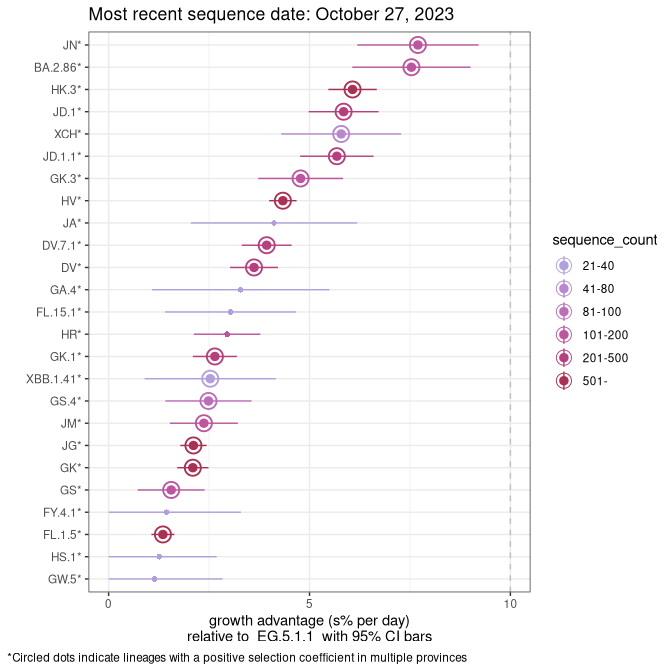 Most recent sequence date: October 27, 2023
JN*
BA.2.86*
HK.3*
JD.1*
XCH*
JD.1.1*
GK.3*
HV*
JA*
DV.7.1*
DV*
GA.4*
FL.15.1*
HR*
GK.1*
XBB.1.41*
GS.4*
JM*
JG*
GK*
GS*
FY.4.1*
FL.1.5*
HS.1*
GW.5*
0 5 10
growth advantage (s% per day)
relative to EG.5.1.1 with 95% CI bars
sequence_count
21-40
41-80
81-100
101-200
201-500
501-
*Circled dots indicate lineages with a positive selection coefficient in multiple provinces